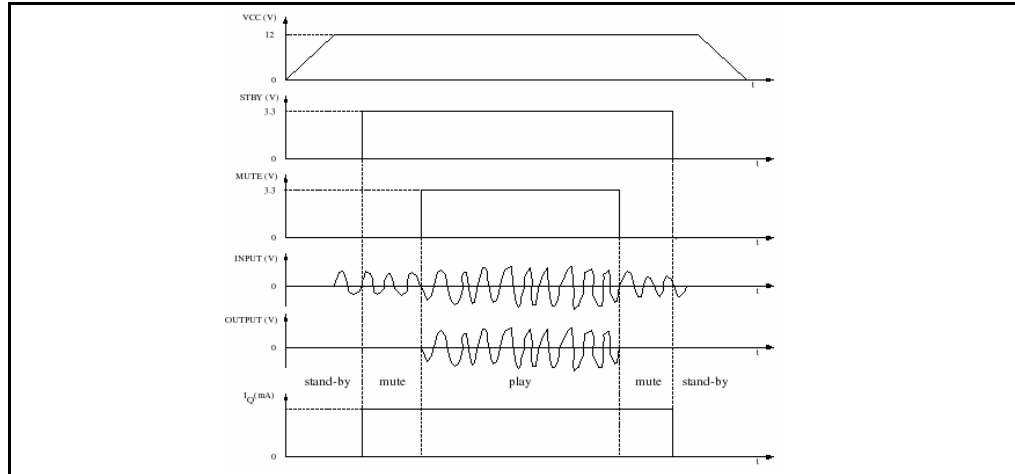 VCC (V)
12
0
t
STBY (V)
3.3
0
t
MUTE (V)
3.3
0
t
INPUT (V)
0
t
OUTPUT (V)
0
t
stand-by mute play mute stand-by
IQ(mA)
0
t